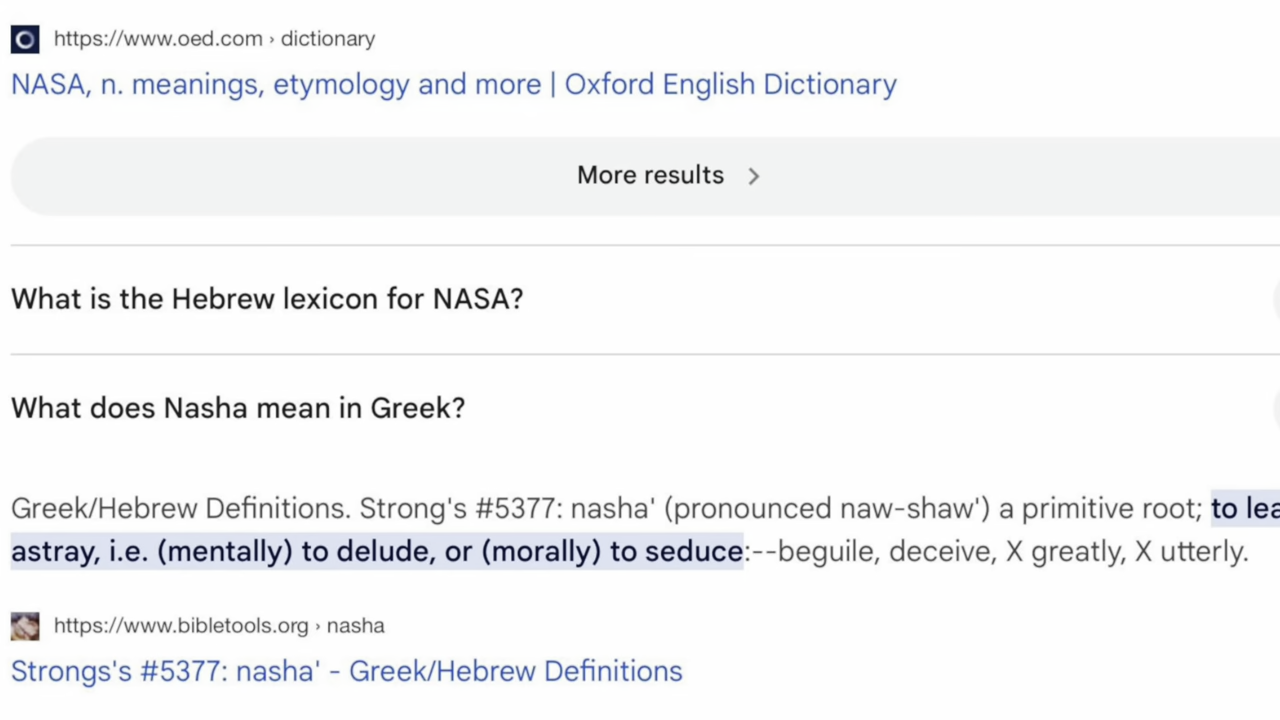 https://www.oed.com › dictionary
NASA, n. meanings, etymology and more | Oxford English Dictionary
More results
What is the Hebrew lexicon for NASA?
What does Nasha mean in Greek?
Greek/Hebrew Definitions. Strong's #5377: nasha' (pronounced naw-shaw') a primitive root; to
astray, i.e. (mentally) to delude, or (morally) to seduce:--beguile, deceive, X greatly, X utterly.
https://www.bibletools.org › nasha
Strongs's #5377: nasha' - Greek/Hebrew Definitions